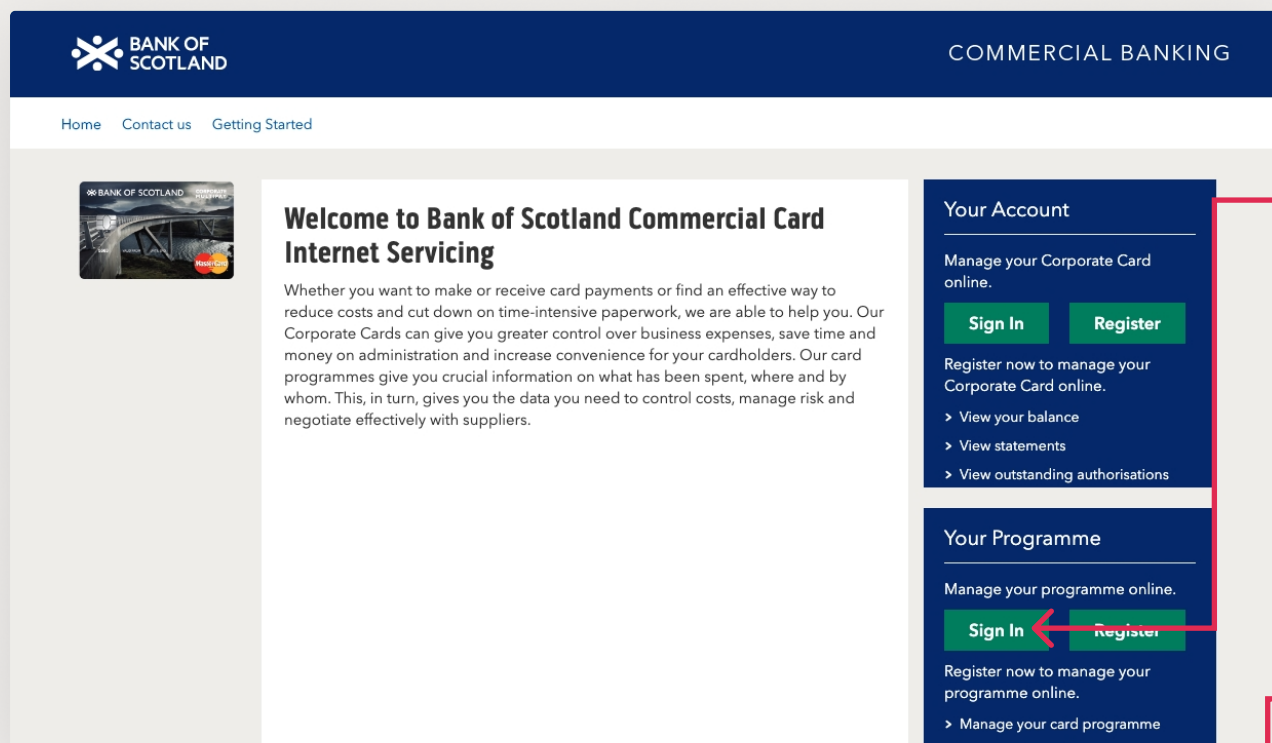 BANK OF
SCOTLAND
COMMERCIAL BANKING
Home Contact us Getting Started
BANK OF SCOTLAND
CORPORATE
MULTIPAY
MasterCard
Welcome to Bank of Scotland Commercial Card
Internet Servicing
Whether you want to make or receive card payments or find an effective way to
reduce costs and cut down on time-intensive paperwork, we are able to help you. Our
Corporate Cards can give you greater control over business expenses, save time and
money on administration and increase convenience for your cardholders. Our card
programmes give you crucial information on what has been spent, where and by
whom. This, in turn, gives you the data you need to control costs, manage risk and
negotiate effectively with suppliers.
Your Account
Manage your Corporate Card
online.
Sign In Register
Register now to manage your
Corporate Card online.
> View your balance
> View statements
> View outstanding authorisations
Your Programme
Manage your programme online.
Sign In Register
Register now to manage your
programme online.
> Manage your card programme